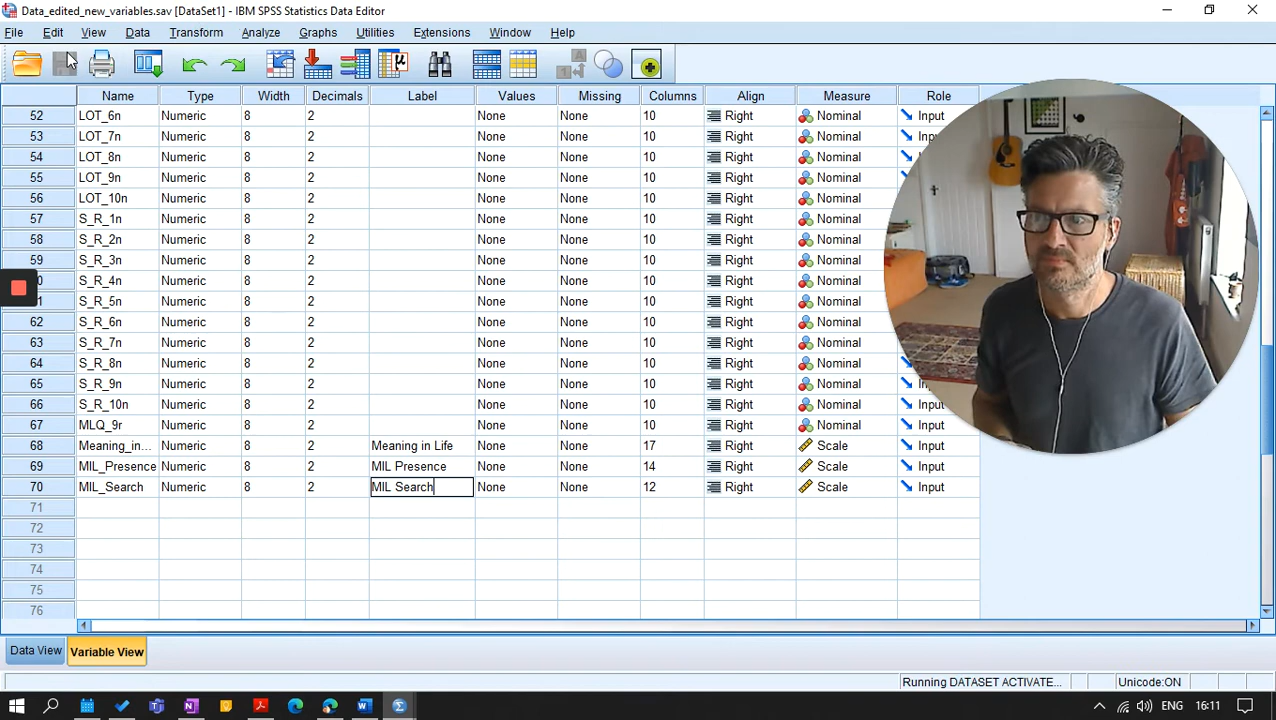 Data_edited_new_variables.sav [DataSet1] - IBM SPSS Statistics Data Editor
File Edit View Data Transform Analyze Graphs Utilities Extensions Window Help
Name Type Width Decimals Label Values Missing Columns Align Measure Role
52 LOT_6n Numeric 8 2 None None 10 Right Nominal Input
53 LOT_7n Numeric 8 2 None None 10 Right Nominal Input
54 LOT_8n Numeric 8 2 None None 10 Right Nominal
55 LOT_9n Numeric 8 2 None None 10 Right Nominal
56 LOT_10n Numeric 8 2 None None 10 Right Nominal
57 S_R_1n Numeric 8 2 None None 10 Right Nominal
58 S_R_2n Numeric 8 2 None None 10 Right Nominal
59 S_R_3n Numeric 8 2 None None 10 Right Nominal
S_R_4n Numeric 8 2 None None 10 Right Nominal
S_R_5n Numeric 8 2 None None 10 Right Nominal
62 S_R_6n Numeric 8 2 None None 10 Right Nominal
63 S_R_7n Numeric 8 2 None None 10 Right Nominal
64 S_R_8n Numeric 8 2 None None 10 Right Nominal Input
65 S_R_9n Numeric 8 2 None None 10 Right Nominal Input
66 S_R_10n Numeric 8 2 None None 10 Right Nominal Input
67 MLQ_9r Numeric 8 2 None None 10 Right Nominal Input
68 Meaning_in... Numeric 8 2 Meaning in Life None None 17 Right Scale Input
69 MIL_Presence Numeric 8 2 MIL Presence None None 14 Right Scale Input
70 MIL_Search Numeric 8 2 MIL Search None None 12 Right Scale Input
71
72
73
74
75
76
Data View Variable View
Running DATASET ACTIVATE... Unicode:ON
ENG 16:11